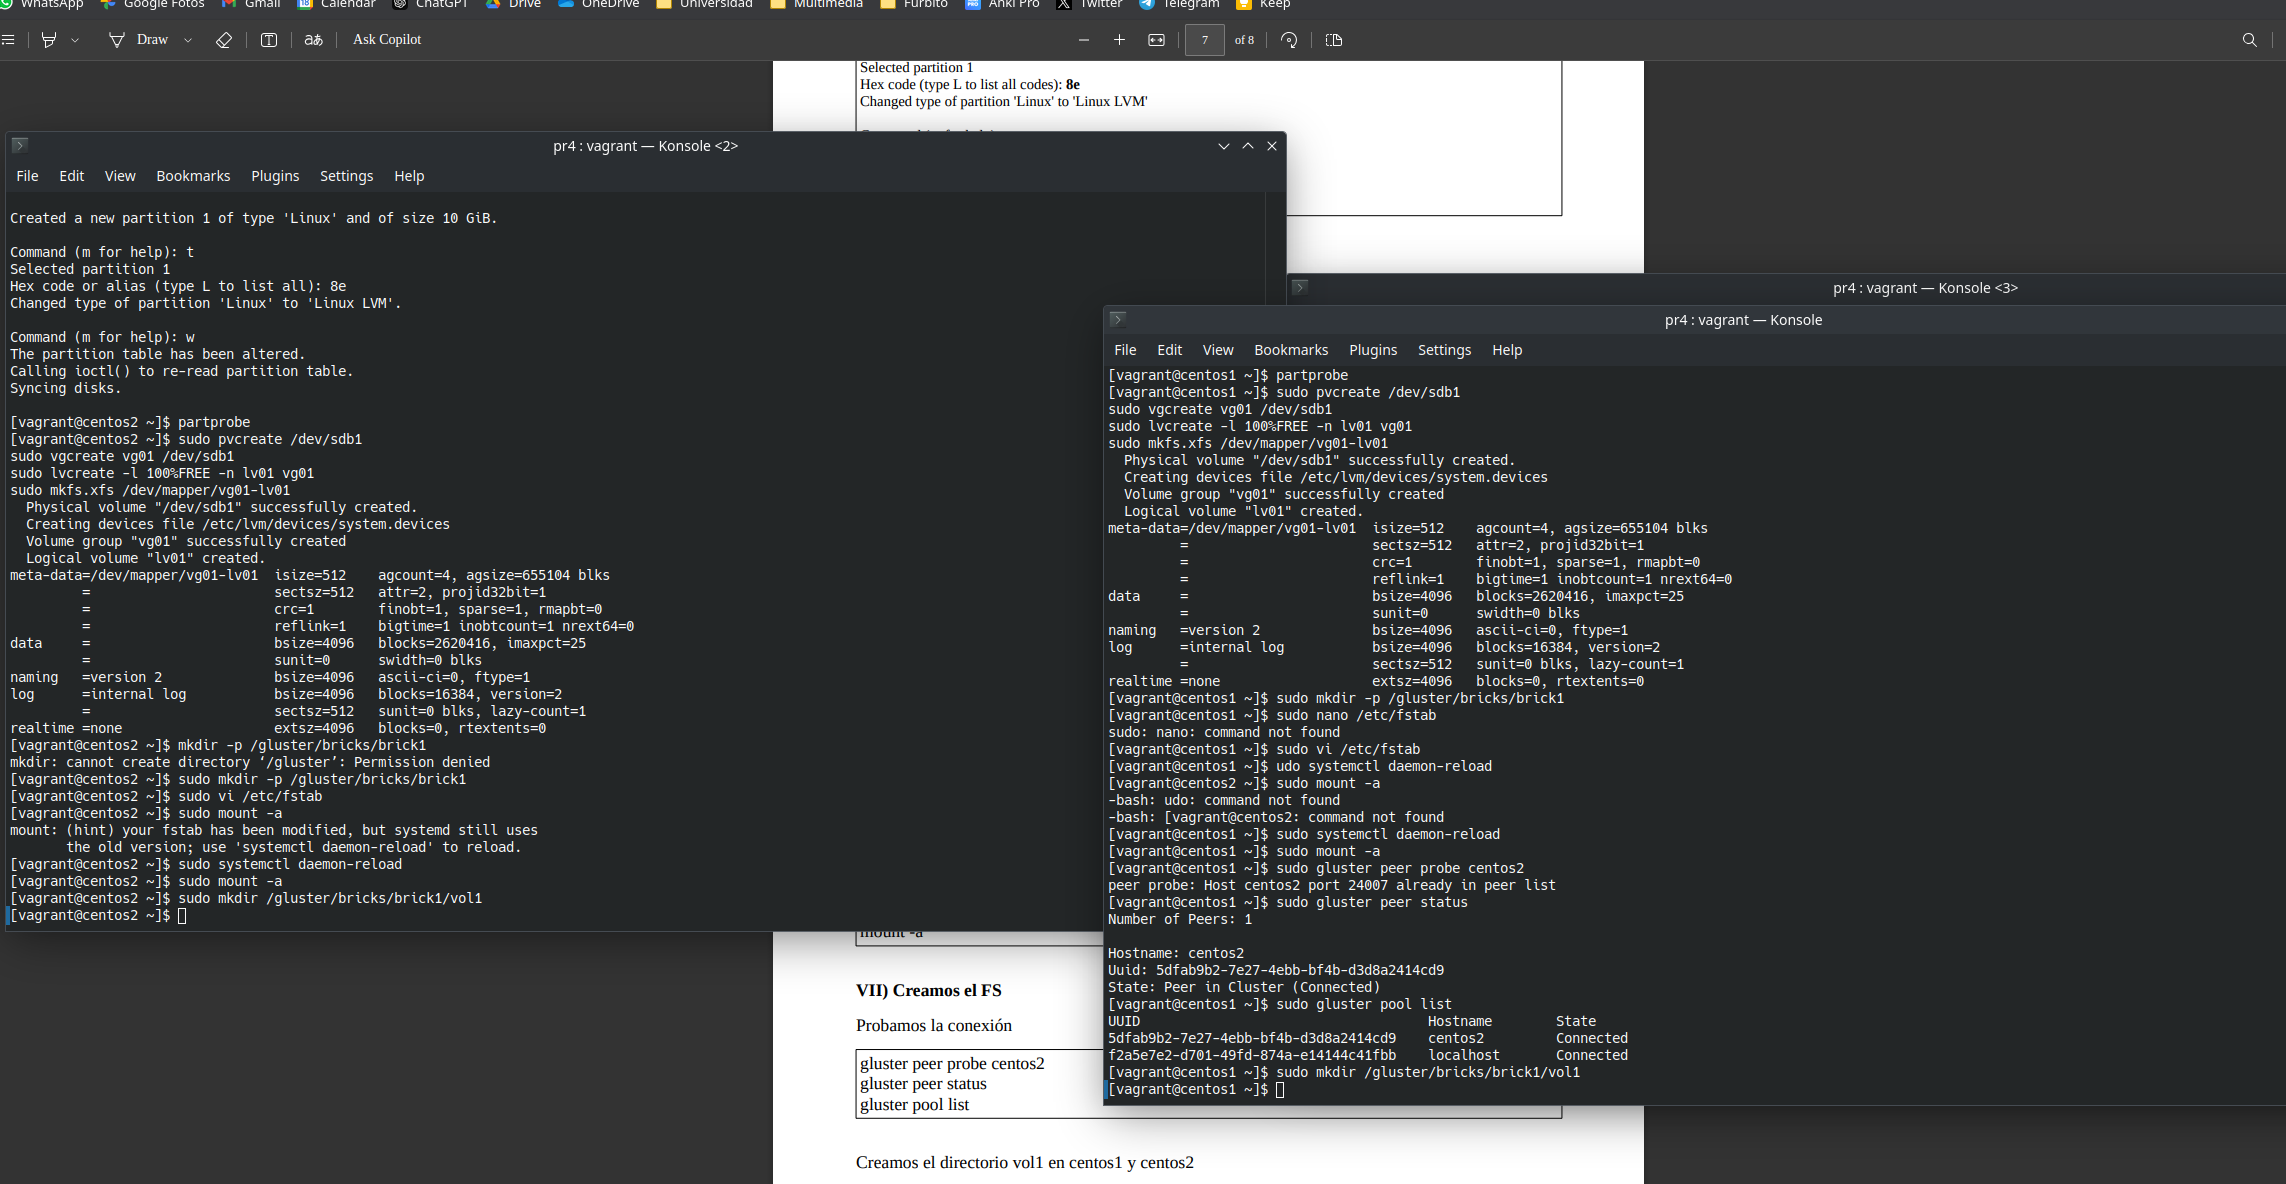 WhatsApp Google Fotos Gmail Calendar ChatGPT Drive OneDrive Universidad Multimedia Furbito Anki Pro Twitter Telegram Keep
Draw aあ Ask Copilot 7 of 8
Selected partition 1
Hex code (type L to list all codes): 8e
Changed type of partition 'Linux' to 'Linux LVM'
pr4 : vagrant — Konsole <2>
File Edit View Bookmarks Plugins Settings Help
Created a new partition 1 of type 'Linux' and of size 10 GiB.
Command (m for help): t
Selected partition 1
Hex code or alias (type L to list all): 8e
Changed type of partition 'Linux' to 'Linux LVM'.
Command (m for help): w
The partition table has been altered.
Calling ioctl() to re-read partition table.
Syncing disks.
[vagrant@centos2 ~]$ partprobe
[vagrant@centos2 ~]$ sudo pvcreate /dev/sdb1
sudo vgcreate vg01 /dev/sdb1
sudo lvcreate -l 100%FREE -n lv01 vg01
sudo mkfs.xfs /dev/mapper/vg01-lv01
  Physical volume "/dev/sdb1" successfully created.
  Creating devices file /etc/lvm/devices/system.devices
  Volume group "vg01" successfully created
  Logical volume "lv01" created.
meta-data=/dev/mapper/vg01-lv01  isize=512    agcount=4, agsize=655104 blks
         =                       sectsz=512   attr=2, projid32bit=1
         =                       crc=1        finobt=1, sparse=1, rmapbt=0
         =                       reflink=1    bigtime=1 inobtcount=1 nrext64=0
data     =                       bsize=4096   blocks=2620416, imaxpct=25
         =                       sunit=0      swidth=0 blks
naming   =version 2              bsize=4096   ascii-ci=0, ftype=1
log      =internal log           bsize=4096   blocks=16384, version=2
         =                       sectsz=512   sunit=0 blks, lazy-count=1
realtime =none                   extsz=4096   blocks=0, rtextents=0
[vagrant@centos2 ~]$ mkdir -p /gluster/bricks/brick1
mkdir: cannot create directory ‘/gluster’: Permission denied
[vagrant@centos2 ~]$ sudo mkdir -p /gluster/bricks/brick1
[vagrant@centos2 ~]$ sudo vi /etc/fstab
[vagrant@centos2 ~]$ sudo mount -a
mount: (hint) your fstab has been modified, but systemd still uses
       the old version; use 'systemctl daemon-reload' to reload.
[vagrant@centos2 ~]$ sudo systemctl daemon-reload
[vagrant@centos2 ~]$ sudo mount -a
[vagrant@centos2 ~]$ sudo mkdir /gluster/bricks/brick1/vol1
[vagrant@centos2 ~]$
pr4 : vagrant — Konsole <3>
pr4 : vagrant — Konsole
File Edit View Bookmarks Plugins Settings Help
[vagrant@centos1 ~]$ partprobe
[vagrant@centos1 ~]$ sudo pvcreate /dev/sdb1
sudo vgcreate vg01 /dev/sdb1
sudo lvcreate -l 100%FREE -n lv01 vg01
sudo mkfs.xfs /dev/mapper/vg01-lv01
  Physical volume "/dev/sdb1" successfully created.
  Creating devices file /etc/lvm/devices/system.devices
  Volume group "vg01" successfully created
  Logical volume "lv01" created.
meta-data=/dev/mapper/vg01-lv01  isize=512    agcount=4, agsize=655104 blks
         =                       sectsz=512   attr=2, projid32bit=1
         =                       crc=1        finobt=1, sparse=1, rmapbt=0
         =                       reflink=1    bigtime=1 inobtcount=1 nrext64=0
data     =                       bsize=4096   blocks=2620416, imaxpct=25
         =                       sunit=0      swidth=0 blks
naming   =version 2              bsize=4096   ascii-ci=0, ftype=1
log      =internal log           bsize=4096   blocks=16384, version=2
         =                       sectsz=512   sunit=0 blks, lazy-count=1
realtime =none                   extsz=4096   blocks=0, rtextents=0
[vagrant@centos1 ~]$ sudo mkdir -p /gluster/bricks/brick1
[vagrant@centos1 ~]$ sudo nano /etc/fstab
sudo: nano: command not found
[vagrant@centos1 ~]$ sudo vi /etc/fstab
[vagrant@centos1 ~]$ udo systemctl daemon-reload
[vagrant@centos2 ~]$ sudo mount -a
-bash: udo: command not found
-bash: [vagrant@centos2: command not found
[vagrant@centos1 ~]$ sudo systemctl daemon-reload
[vagrant@centos1 ~]$ sudo mount -a
[vagrant@centos1 ~]$ sudo gluster peer probe centos2
peer probe: Host centos2 port 24007 already in peer list
[vagrant@centos1 ~]$ sudo gluster peer status
Number of Peers: 1
Hostname: centos2
Uuid: 5dfab9b2-7e27-4ebb-bf4b-d3d8a2414cd9
State: Peer in Cluster (Connected)
[vagrant@centos1 ~]$ sudo gluster pool list
UUID                                    Hostname        State
5dfab9b2-7e27-4ebb-bf4b-d3d8a2414cd9    centos2         Connected
f2a5e7e2-d701-49fd-874a-e14144c41fbb    localhost       Connected
[vagrant@centos1 ~]$ sudo mkdir /gluster/bricks/brick1/vol1
[vagrant@centos1 ~]$
mount -a
VII) Creamos el FS
Probamos la conexión
gluster peer probe centos2
gluster peer status
gluster pool list
Creamos el directorio vol1 en centos1 y centos2